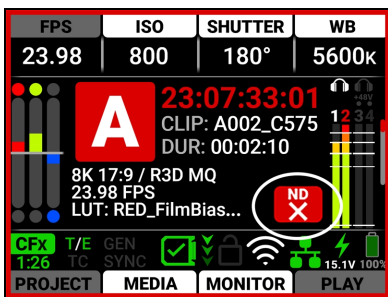 FPS ISO SHUTTER WB
23.98 800 180° 5600K
A 23:07:33:01
+48V
CLIP: A002_C575
1 2 3 4
DUR: 00:02:10
8K 17:9 / R3D MQ
23.98 FPS
LUT: RED_FilmBias...
ND
CFx T/E GEN
1:26 TC SYNC 15.1V 100%
PROJECT MEDIA MONITOR PLAY